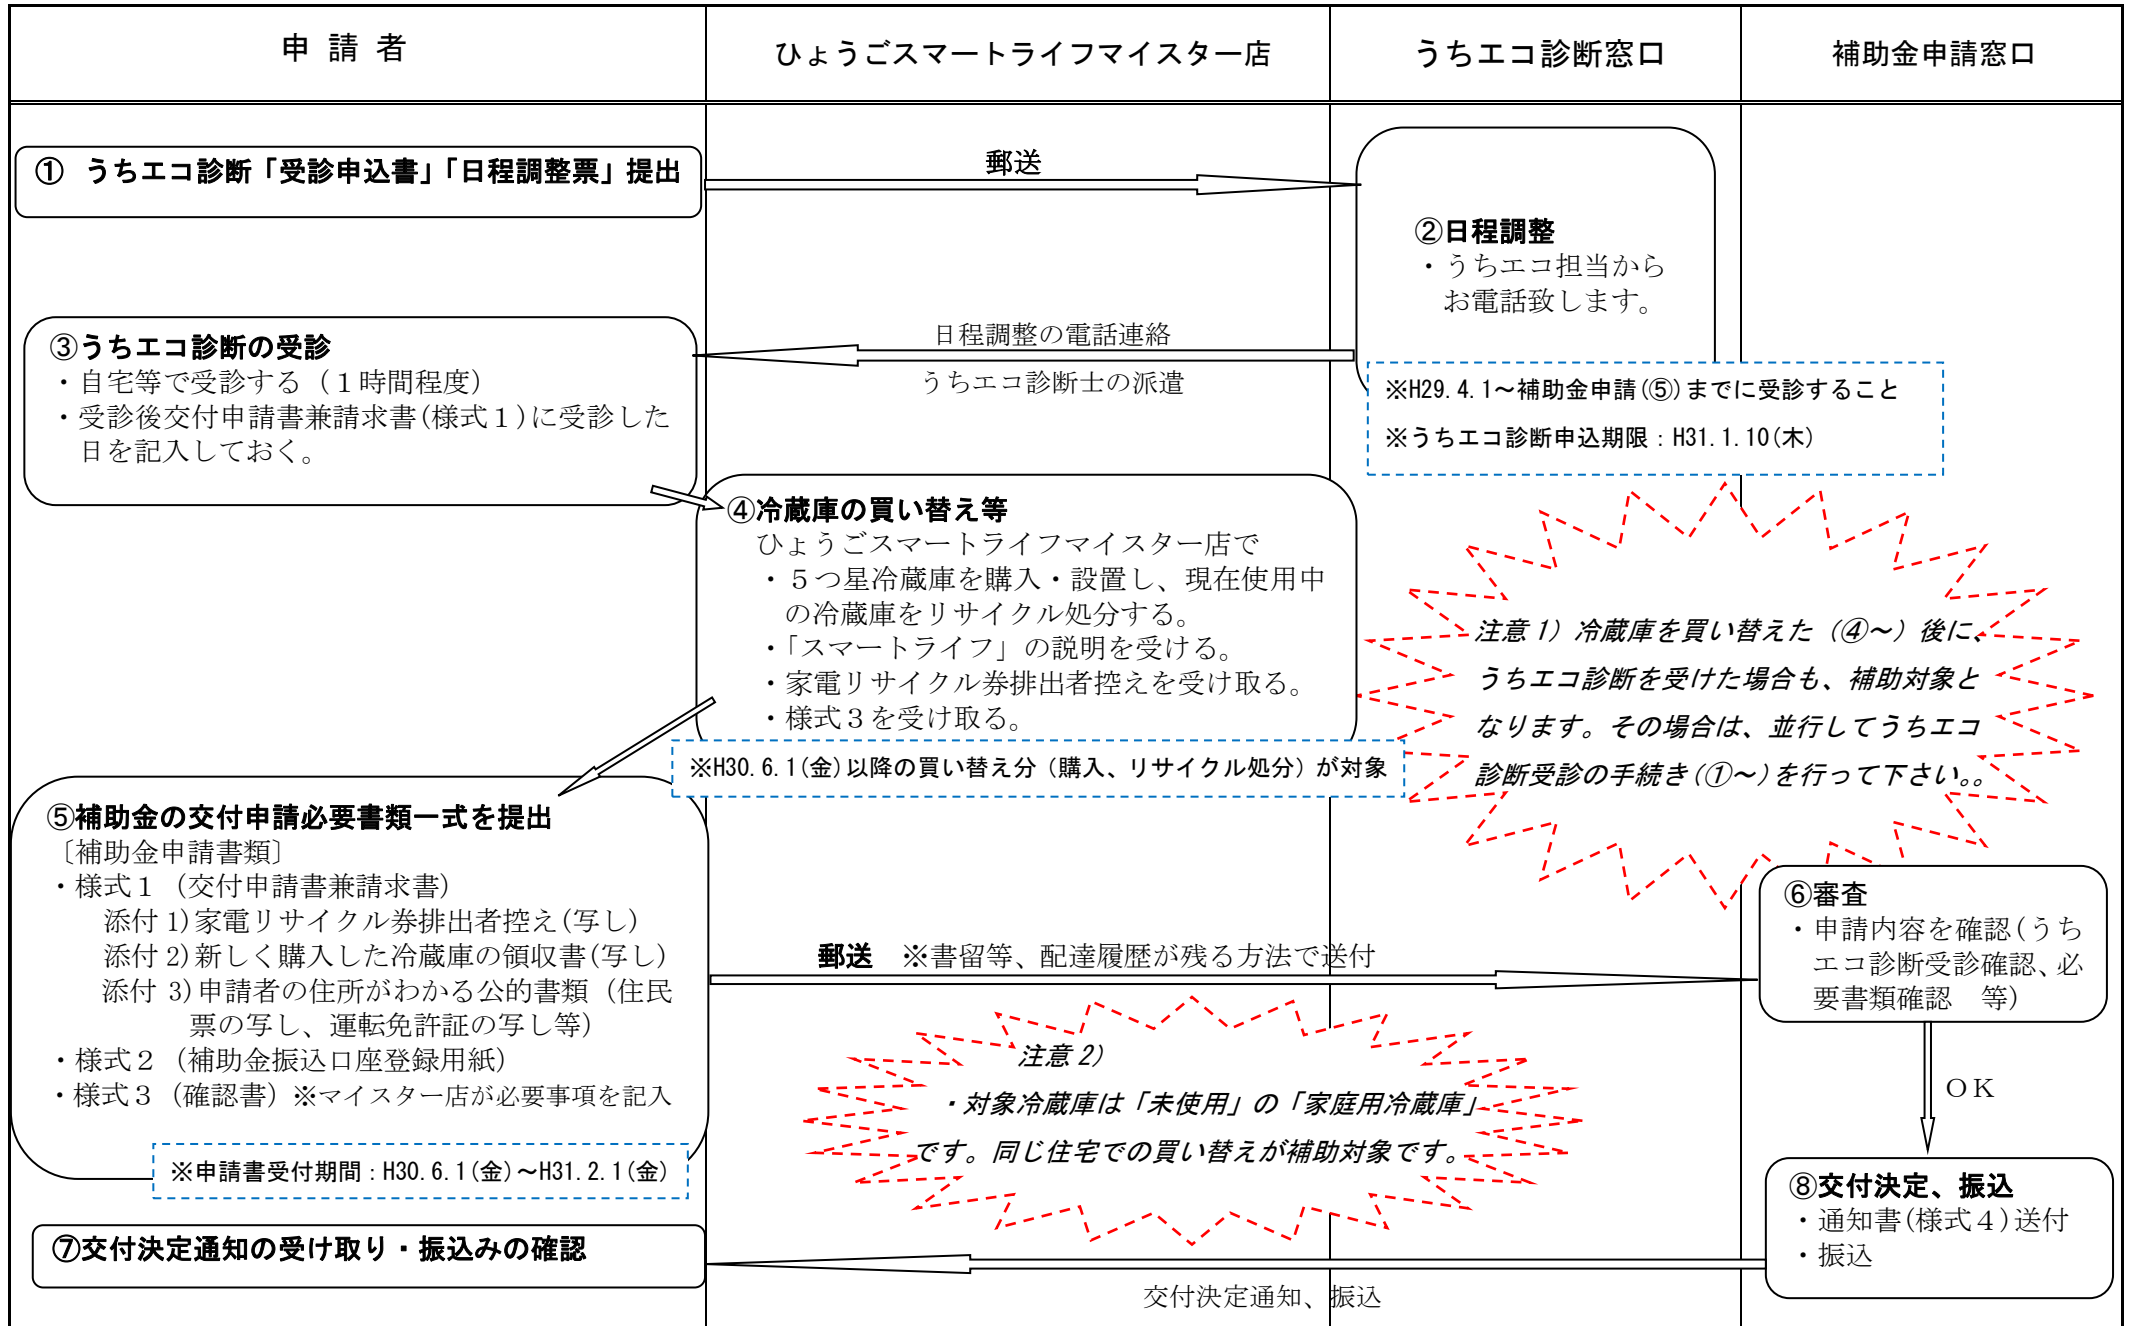 申 請 者
ひょうごスマートライフマイスター店
うちエコ診断窓口
補助金申請窓口
① うちエコ診断「受診申込書」「日程調整票」提出
郵送
②日程調整
・うちエコ担当から
お電話致します。
日程調整の電話連絡
うちエコ診断士の派遣
③うちエコ診断の受診
・自宅等で受診する（１時間程度）
・受診後交付申請書兼請求書(様式１)に受診した
日を記入しておく。
※H29.4.1～補助金申請(⑤)までに受診すること
※うちエコ診断申込期限：H31.1.10(木)
④冷蔵庫の買い替え等
ひょうごスマートライフマイスター店で
・５つ星冷蔵庫を購入・設置し、現在使用中
の冷蔵庫をリサイクル処分する。
・「スマートライフ」の説明を受ける。
・家電リサイクル券排出者控えを受け取る。
・様式３を受け取る。
※H30.6.1(金)以降の買い替え分（購入、リサイクル処分）が対象
注意1）冷蔵庫を買い替えた（④～）後に、
うちエコ診断を受けた場合も、補助対象と
なります。その場合は、並行してうちエコ
診断受診の手続き(①～)を行って下さい。。
⑤補助金の交付申請必要書類一式を提出
〔補助金申請書類〕
・様式１（交付申請書兼請求書）
添付 1)家電リサイクル券排出者控え(写し)
添付 2)新しく購入した冷蔵庫の領収書(写し)
添付 3)申請者の住所がわかる公的書類（住民
票の写し、運転免許証の写し等）
・様式２（補助金振込口座登録用紙）
・様式３（確認書）※マイスター店が必要事項を記入
※申請書受付期間：H30.6.1(金)～H31.2.1(金)
郵送 ※書留等、配達履歴が残る方法で送付
⑥審査
・申請内容を確認(うち
エコ診断受診確認、必
要書類確認　等)
ＯＫ
注意2）
・対象冷蔵庫は「未使用」の「家庭用冷蔵庫」
です。同じ住宅での買い替えが補助対象です。
⑧交付決定、振込
・通知書(様式４)送付
・振込
⑦交付決定通知の受け取り・振込みの確認
交付決定通知、振込